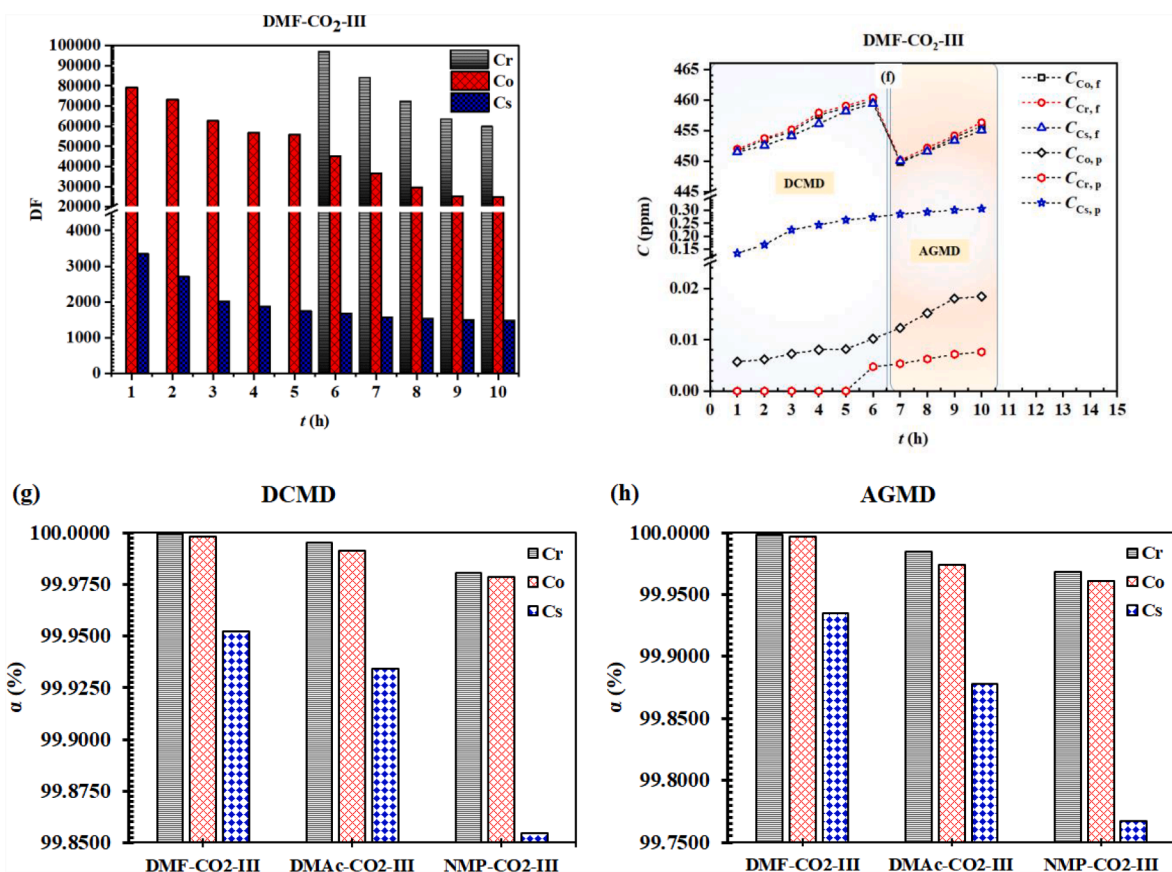 DMF-CO2-III
100000
90000
80000
70000
60000
50000
40000
30000
20000
4000
3000
2000
1000
0
DF
1 2 3 4 5 6 7 8 9 10
t (h)
Cr
Co
Cs
DMF-CO2-III
(f)
465
460
455
450
445
0.30
0.25
0.20
0.15
0.02
0.01
0.00
C (ppm)
DCMD
AGMD
0 1 2 3 4 5 6 7 8 9 10 11 12 13 14 15
t (h)
C Co, f
C Cr, f
C Cs, f
C Co, p
C Cr, p
C Cs, p
(g) DCMD
100.0000
99.9750
99.9500
99.9250
99.9000
99.8750
99.8500
α (%)
Cr
Co
Cs
DMF-CO2-III DMAc-CO2-III NMP-CO2-III
(h) AGMD
100.0000
99.9500
99.9000
99.8500
99.8000
99.7500
α (%)
Cr
Co
Cs
DMF-CO2-III DMAc-CO2-III NMP-CO2-III